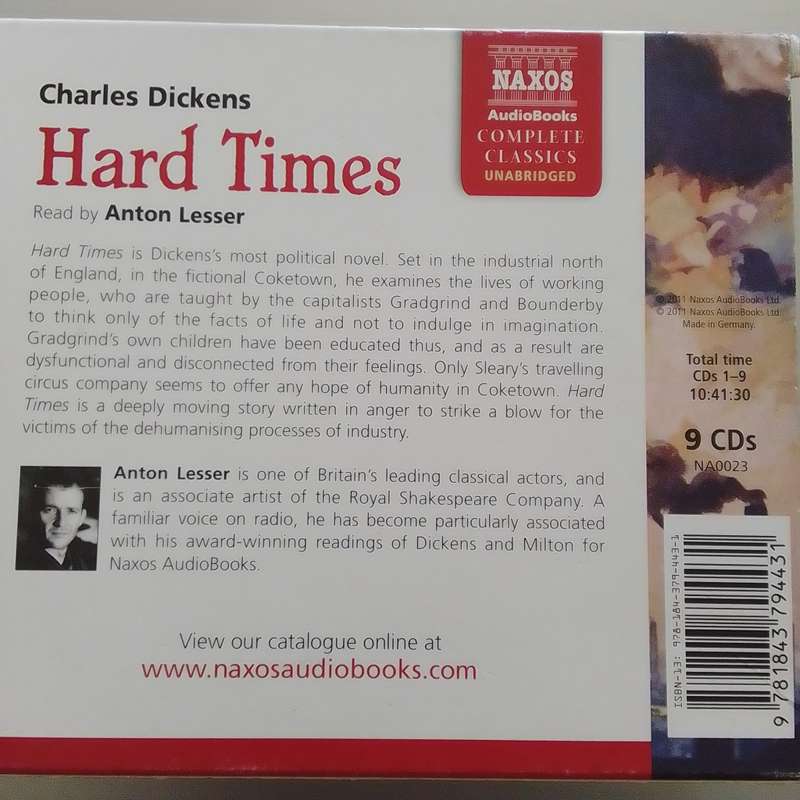 Charles Dickens
Hard Times
Read by Anton Lesser
NAXOS
AudioBooks
COMPLETE
CLASSICS
UNABRIDGED
Hard Times is Dickens's most political novel. Set in the industrial north
of England, in the fictional Coketown, he examines the lives of working
people, who are taught by the capitalists Gradgrind and Bounderby
to think only of the facts of life and not to indulge in imagination.
Gradgrind's own children have been educated thus, and as a result are
dysfunctional and disconnected from their feelings. Only Sleary's travelling
circus company seems to offer any hope of humanity in Coketown. Hard
Times is a deeply moving story written in anger to strike a blow for the
victims of the dehumanising processes of industry.
Anton Lesser is one of Britain's leading classical actors, and
is an associate artist of the Royal Shakespeare Company. A
familiar voice on radio, he has become particularly associated
with his award-winning readings of Dickens and Milton for
Naxos AudioBooks.
View our catalogue online at
www.naxosaudiobooks.com
℗ 2011 Naxos AudioBooks Ltd.
© 2011 Naxos AudioBooks Ltd.
Made in Germany.
Total time
CDs 1–9
10:41:30
9 CDs
NA0023
ISBN-13: 978-184-379-443-1
9 781843 794431